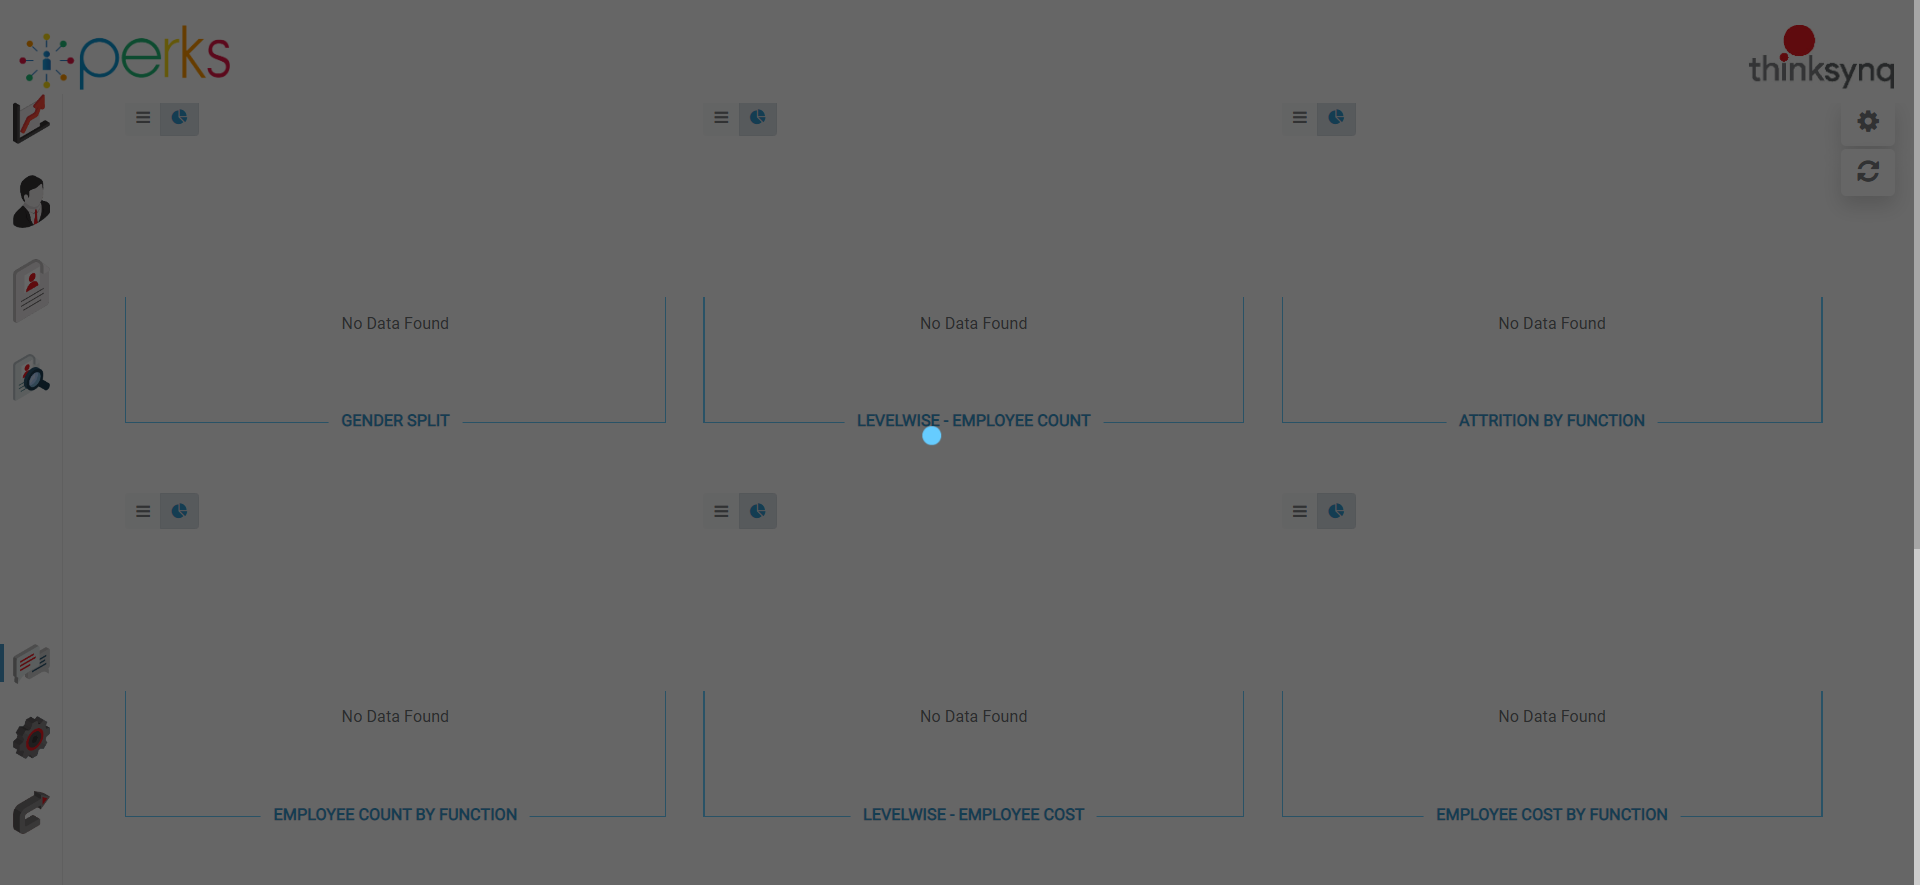 perks
thinksynq
No Data Found
No Data Found
No Data Found
GENDER SPLIT
LEVELWISE - EMPLOYEE COUNT
ATTRITION BY FUNCTION
No Data Found
No Data Found
No Data Found
EMPLOYEE COUNT BY FUNCTION
LEVELWISE - EMPLOYEE COST
EMPLOYEE COST BY FUNCTION